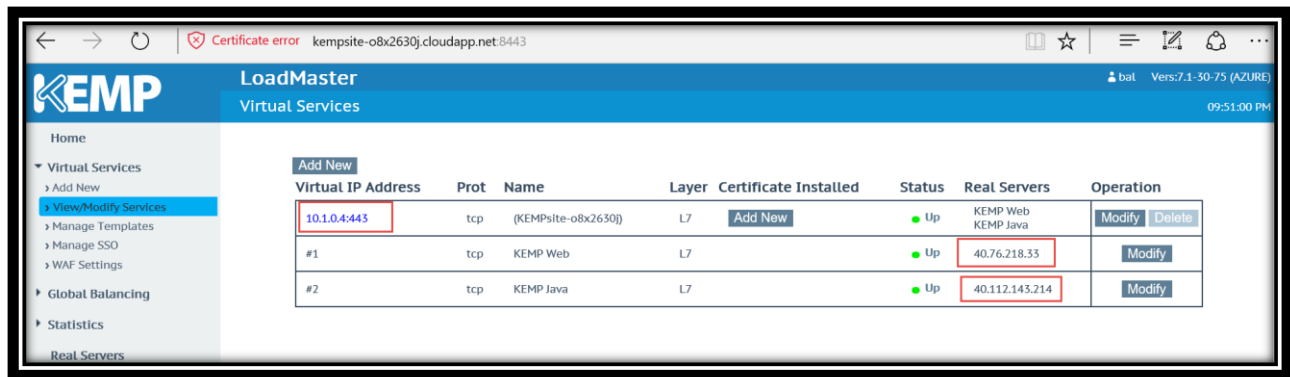 Certificate error kempsite-o8x2630j.cloudapp.net:8443
KEMP
LoadMaster
bal Vers:7.1-30-75 (AZURE)
Virtual Services
09:51:00 PM
Home
Virtual Services
Add New
View/Modify Services
Manage Templates
Manage SSO
WAF Settings
Global Balancing
Statistics
Real Servers
Add New
Virtual IP Address Prot Name Layer Certificate Installed Status Real Servers Operation
10.1.0.4:443 tcp (KEMPsite-o8x2630j) L7 Add New Up KEMP Web Modify Delete
KEMP Java
#1 tcp KEMP Web L7 Up 40.76.218.33 Modify
#2 tcp KEMP Java L7 Up 40.112.143.214 Modify